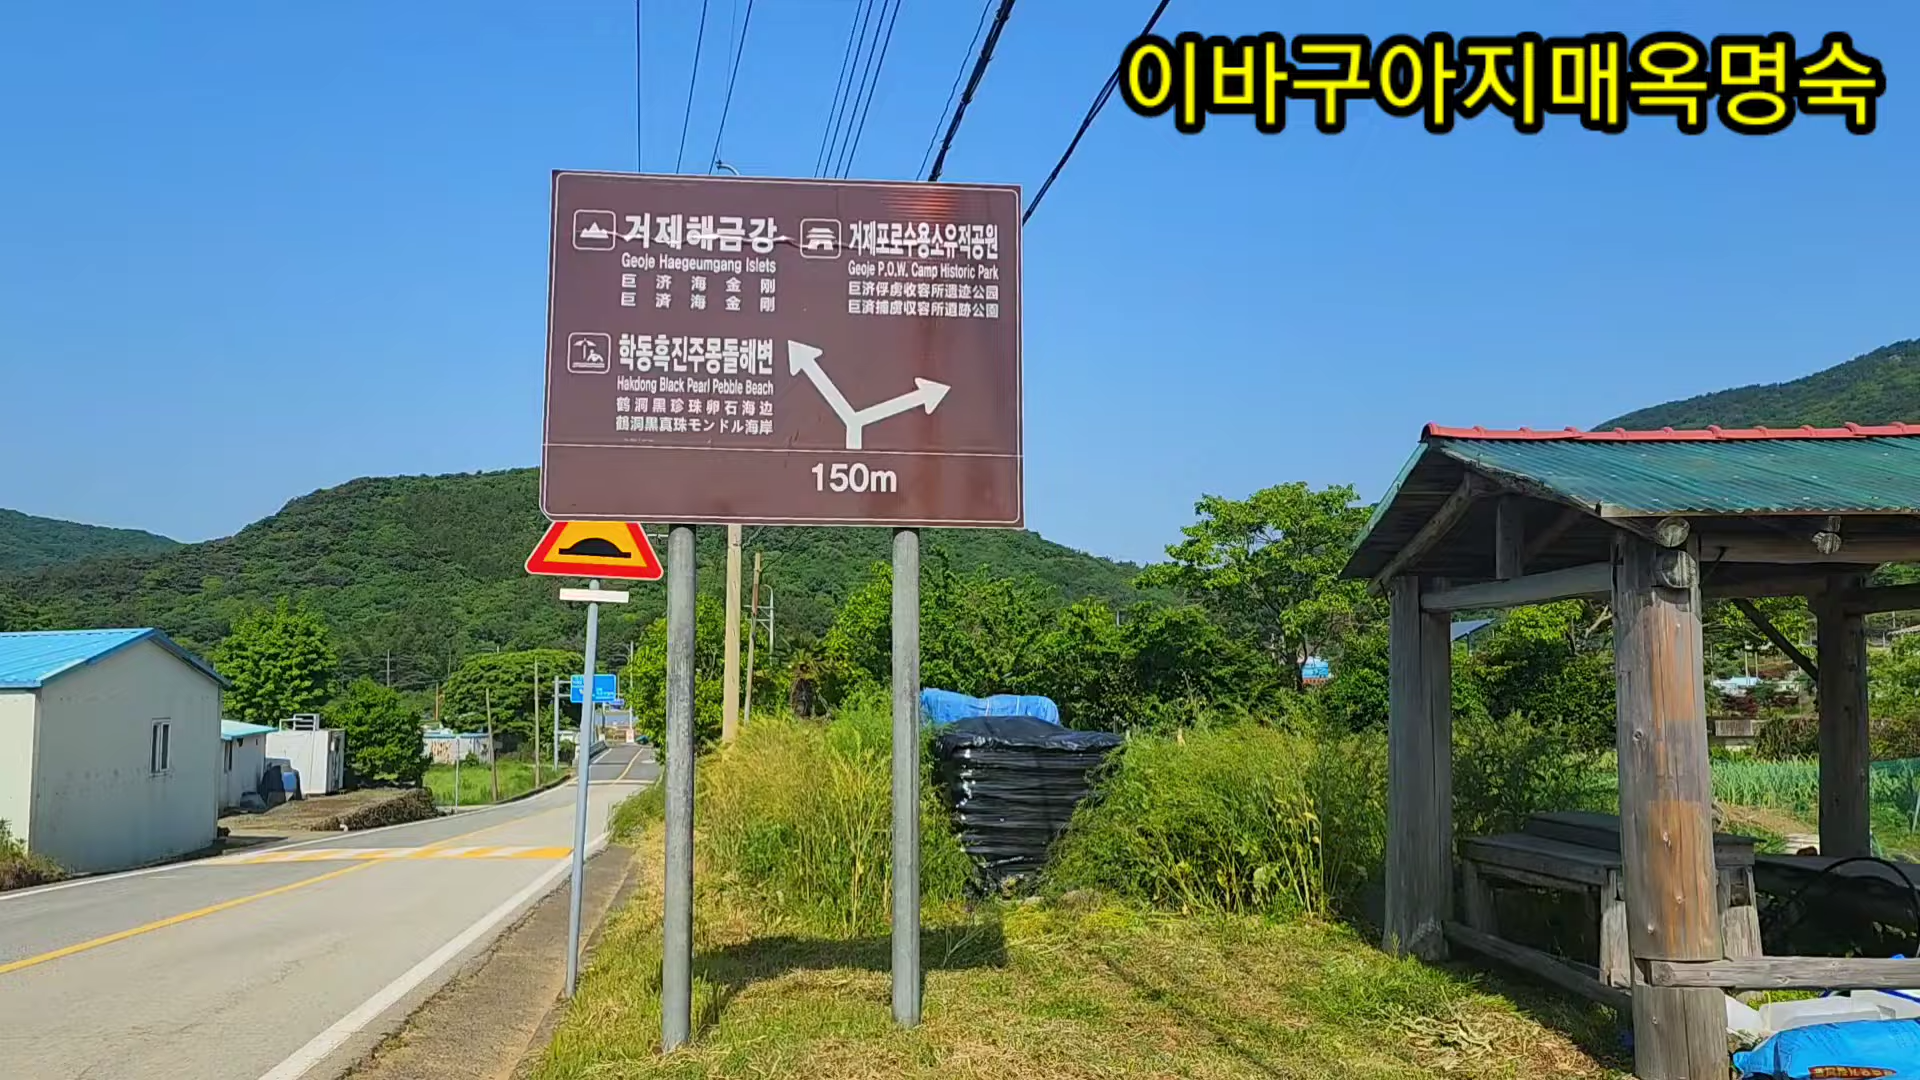 이바구아지매옥명숙
거제해금강
Geoje Haegeumgang Islets
巨济海金刚
巨済海金剛
거제포로수용소유적공원
Geoje P.O.W. Camp Historic Park
巨济俘虏收容所遗迹公园
巨済捕虜収容所遺跡公園
학동흑진주몽돌해변
Hakdong Black Pearl Pebble Beach
鹤洞黑珍珠卵石海边
鶴洞黒真珠モンドル海岸
150m